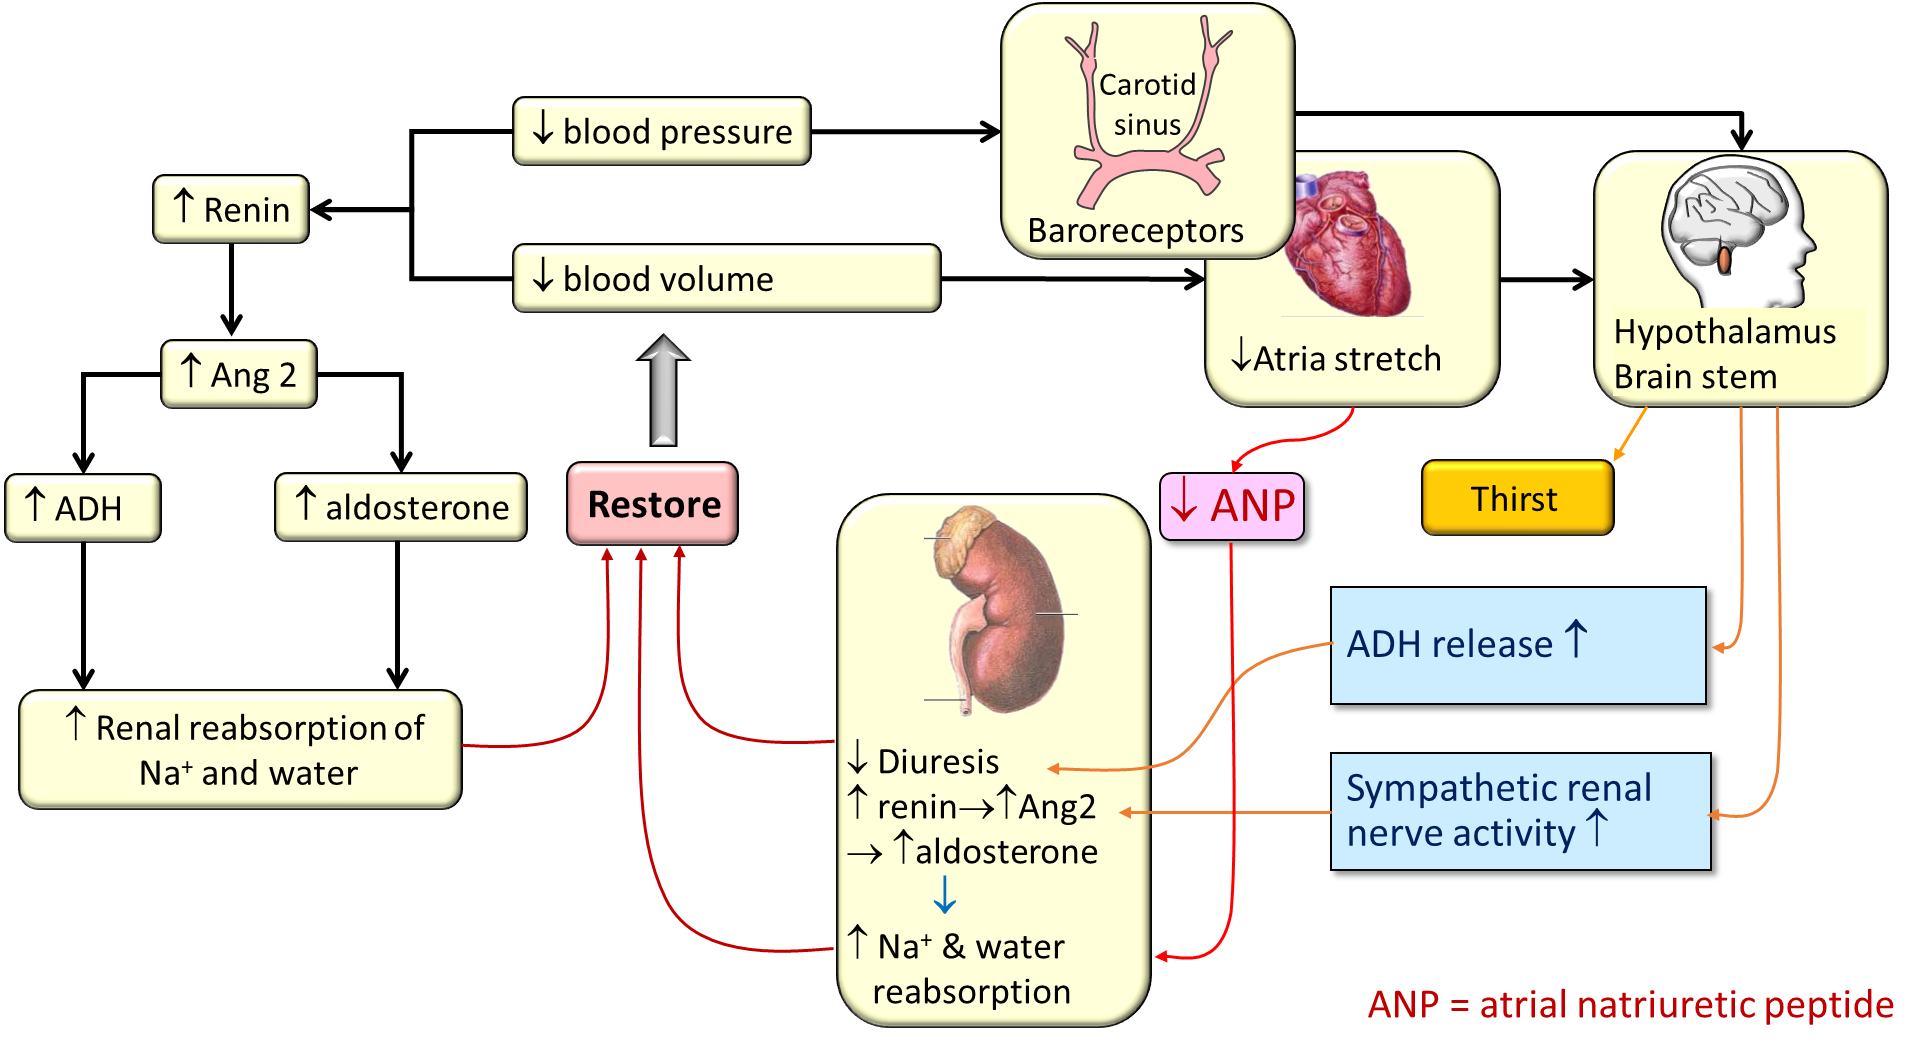 Carotid
sinus
Baroreceptors
↓ blood pressure
↑ Renin
↓ blood volume
↓Atria stretch
Hypothalamus
Brain stem
↑ Ang 2
↑ ADH
↑ aldosterone
Restore
↓ ANP
Thirst
ADH release ↑
↑ Renal reabsorption of
Na⁺ and water
↓ Diuresis
↑ renin→↑Ang2
→ ↑aldosterone
↓
↑ Na⁺ & water
reabsorption
Sympathetic renal
nerve activity ↑
ANP = atrial natriuretic peptide